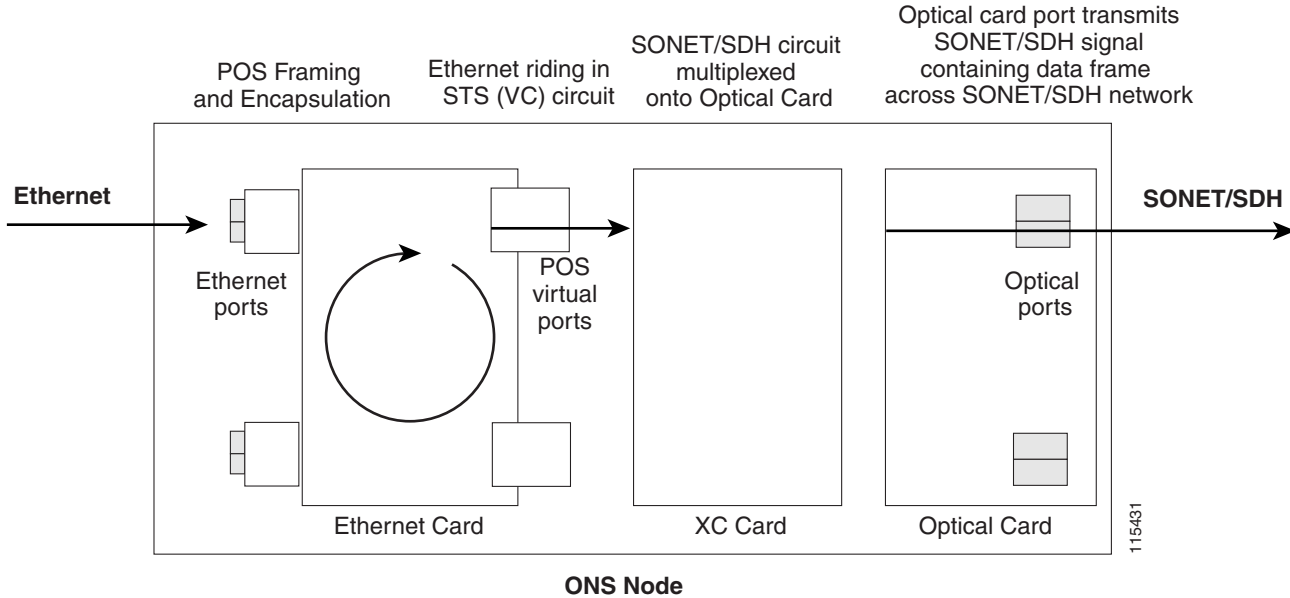 POS Framing
and Encapsulation
Ethernet riding in
STS (VC) circuit
SONET/SDH circuit
multiplexed
onto Optical Card
Optical card port transmits
SONET/SDH signal
containing data frame
across SONET/SDH network
Ethernet
SONET/SDH
Ethernet
ports
POS
virtual
ports
Optical
ports
Ethernet Card
XC Card
Optical Card
115431
ONS Node